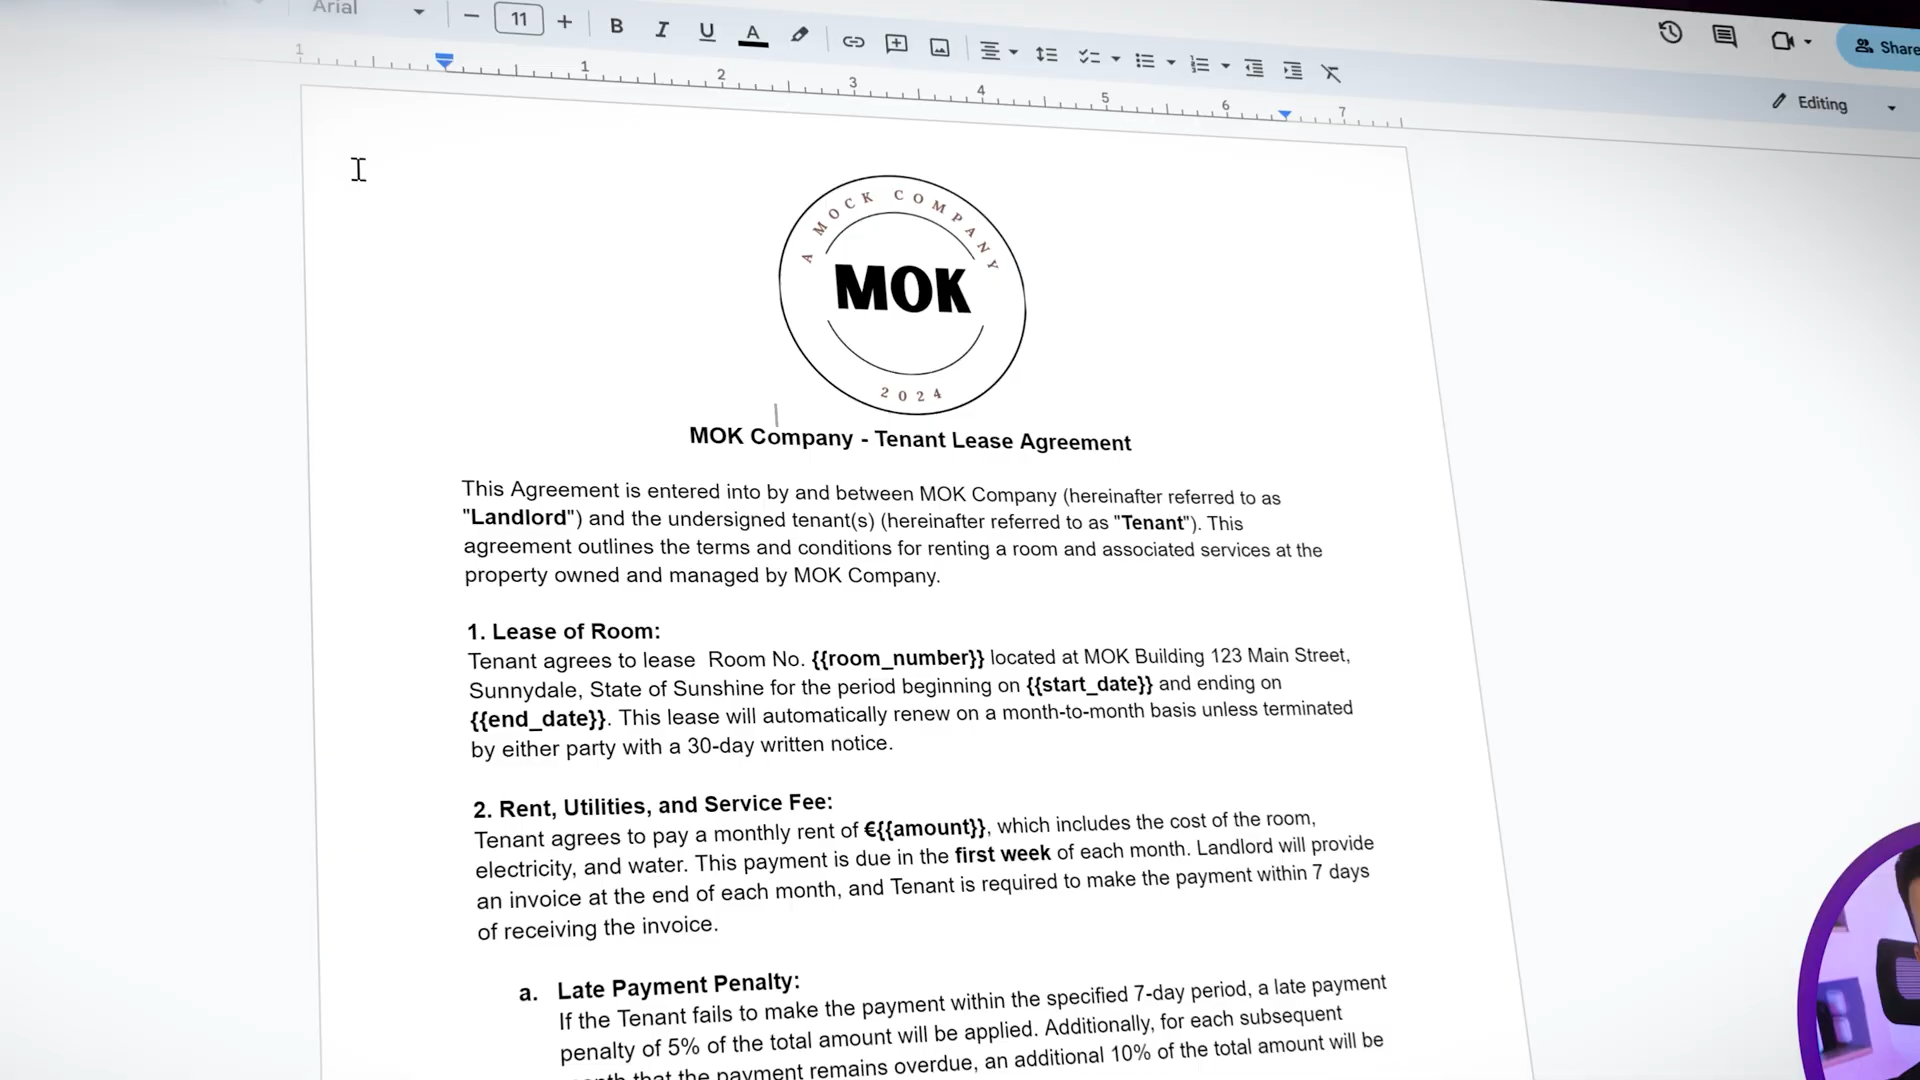 Arial
11
B I U A
Share
1 1 2 3 4 5 6 7
Editing
A MOCK COMPANY
MOK
2024
MOK Company - Tenant Lease Agreement
This Agreement is entered into by and between MOK Company (hereinafter referred to as
"Landlord") and the undersigned tenant(s) (hereinafter referred to as "Tenant"). This
agreement outlines the terms and conditions for renting a room and associated services at the
property owned and managed by MOK Company.
1. Lease of Room:
Tenant agrees to lease  Room No. {{room_number}} located at MOK Building 123 Main Street,
Sunnydale, State of Sunshine for the period beginning on {{start_date}} and ending on
{{end_date}}. This lease will automatically renew on a month-to-month basis unless terminated
by either party with a 30-day written notice.
2. Rent, Utilities, and Service Fee:
Tenant agrees to pay a monthly rent of €{{amount}}, which includes the cost of the room,
electricity, and water. This payment is due in the first week of each month. Landlord will provide
an invoice at the end of each month, and Tenant is required to make the payment within 7 days
of receiving the invoice.
a. Late Payment Penalty:
If the Tenant fails to make the payment within the specified 7-day period, a late payment
penalty of 5% of the total amount will be applied. Additionally, for each subsequent
that the payment remains overdue, an additional 10% of the total amount will be